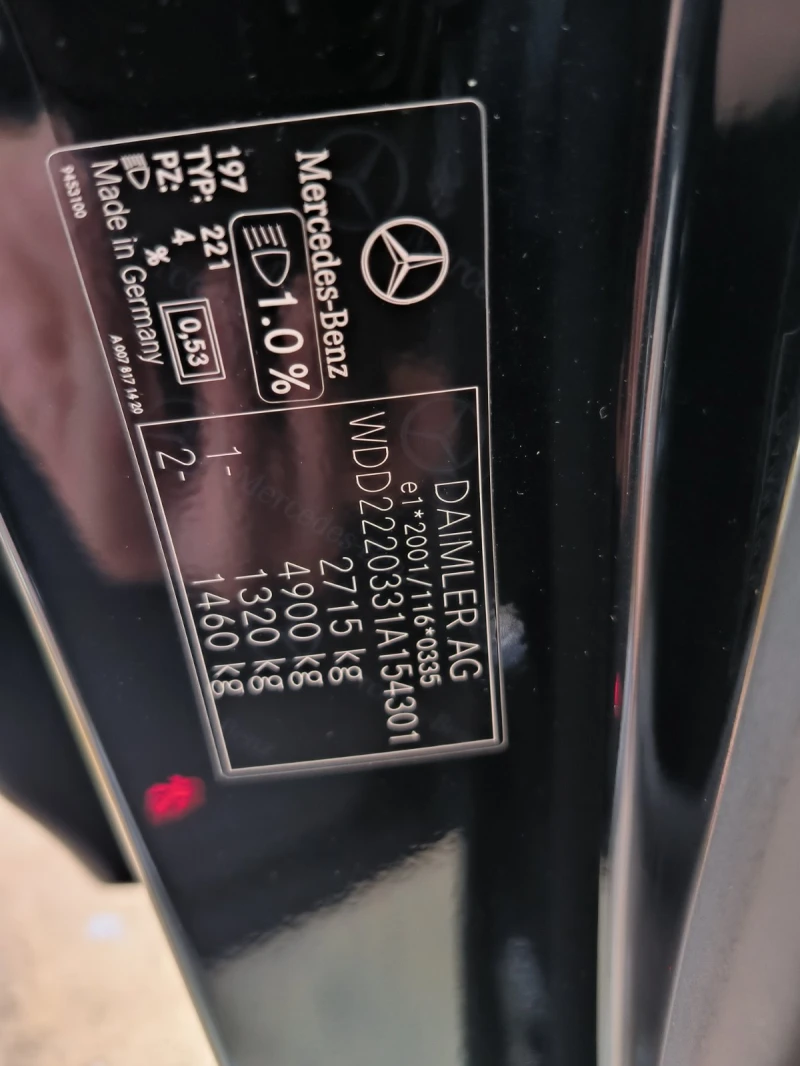 Mercedes-Benz
1.0 %
197
TYP: 221
PZ: 4
%
0,53
Made in Germany
9453100
A 007 817 14 20
DAIMLER AG
e1*2001/116*0335
WDD2220331A154301
2715 kg
4900 kg
1- 1320 kg
2- 1460 kg